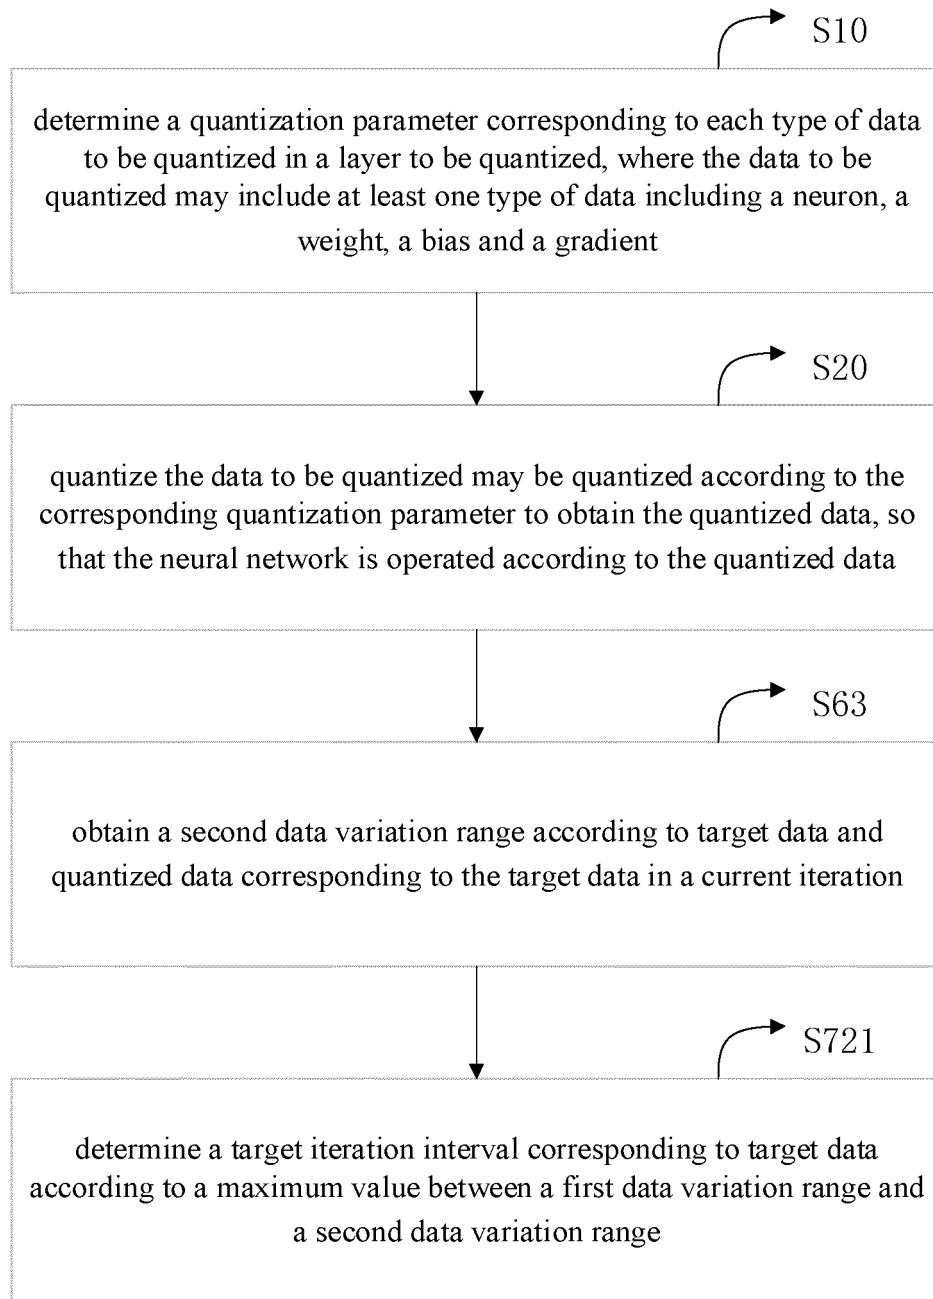 S10
determine a quantization parameter corresponding to each type of data
to be quantized in a layer to be quantized, where the data to be
quantized may include at least one type of data including a neuron, a
weight, a bias and a gradient
S20
quantize the data to be quantized may be quantized according to the
corresponding quantization parameter to obtain the quantized data, so
that the neural network is operated according to the quantized data
S63
obtain a second data variation range according to target data and
quantized data corresponding to the target data in a current iteration
S721
determine a target iteration interval corresponding to target data
according to a maximum value between a first data variation range and
a second data variation range